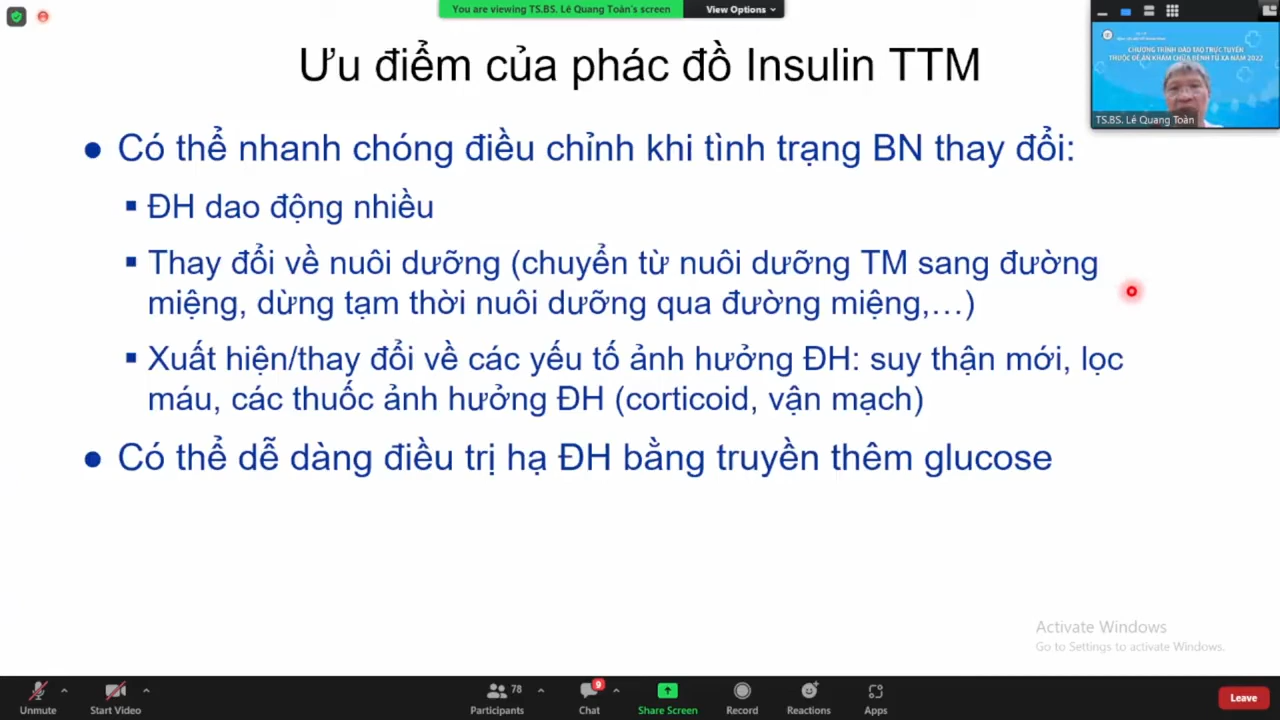 You are viewing TS.BS. Lê Quang Toàn's screen
View Options
Ưu điểm của phác đồ Insulin TTM
CHƯƠNG TRÌNH ĐÀO TẠO TRỰC TUYẾN
THUỘC ĐỀ ÁN KHÁM CHỮA BỆNH TỪ XA NĂM 2022
TS.BS. Lê Quang Toàn
● Có thể nhanh chóng điều chỉnh khi tình trạng BN thay đổi:
▪ ĐH dao động nhiều
▪ Thay đổi về nuôi dưỡng (chuyển từ nuôi dưỡng TM sang đường
miệng, dừng tạm thời nuôi dưỡng qua đường miệng,…)
▪ Xuất hiện/thay đổi về các yếu tố ảnh hưởng ĐH: suy thận mới, lọc
máu, các thuốc ảnh hưởng ĐH (corticoid, vận mạch)
● Có thể dễ dàng điều trị hạ ĐH bằng truyền thêm glucose
Activate Windows
Go to Settings to activate Windows.
78
9
Unmute
Start Video
Participants
Chat
Share Screen
Record
Reactions
Apps
Leave